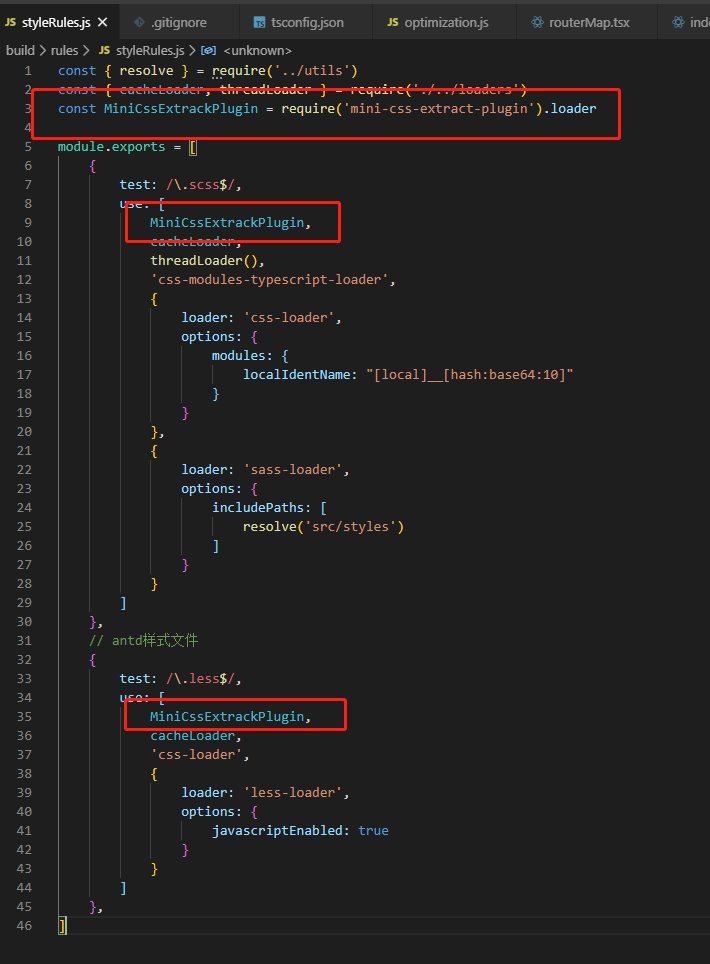 JS styleRules.js × .gitignore TS tsconfig.json JS optimization.js routerMap.tsx ind
build > rules > JS styleRules.js > <unknown>
1 const { resolve } = require('../utils')
2 const { cacheLoader, threadLoader } = require('./../loaders')
3 const MiniCssExtrackPlugin = require('mini-css-extract-plugin').loader
4
5 module.exports = [
6 {
7 test: /\.scss$/,
8 use: [
9 MiniCssExtrackPlugin,
10 cacheLoader,
11 threadLoader(),
12 'css-modules-typescript-loader',
13 {
14 loader: 'css-loader',
15 options: {
16 modules: {
17 localIdentName: "[local]__[hash:base64:10]"
18 }
19 }
20 },
21 {
22 loader: 'sass-loader',
23 options: {
24 includePaths: [
25 resolve('src/styles')
26 ]
27 }
28 }
29 ]
30 },
31 // antd样式文件
32 {
33 test: /\.less$/,
34 use: [
35 MiniCssExtrackPlugin,
36 cacheLoader,
37 'css-loader',
38 {
39 loader: 'less-loader',
40 options: {
41 javascriptEnabled: true
42 }
43 }
44 ]
45 },
46 ]